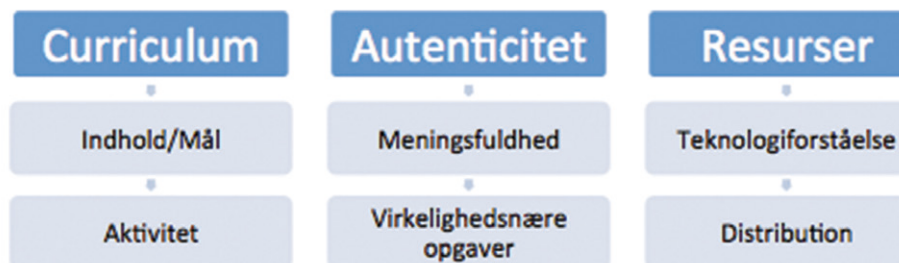 Curriculum
Autenticitet
Resurser
Indhold/Mål
Meningsfuldhed
Teknologiforståelse
Aktivitet
Virkelighedsnære
opgaver
Distribution